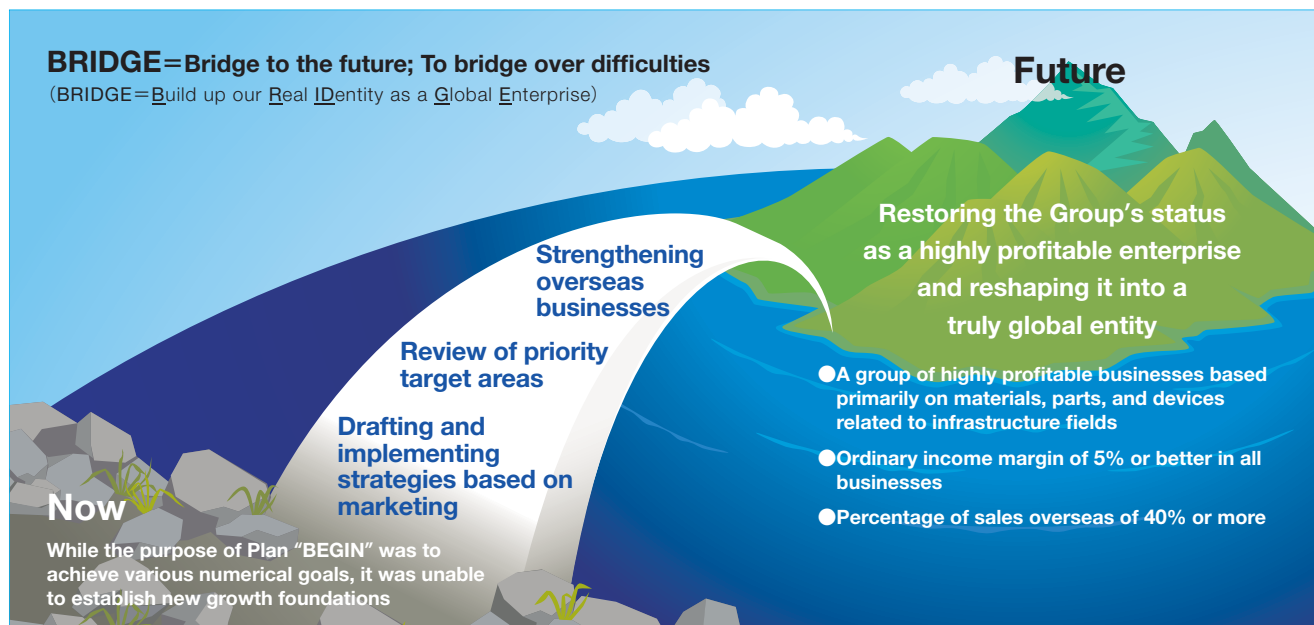 BRIDGE=Bridge to the future; To bridge over difficulties
(BRIDGE=Build up our Real IDentity as a Global Enterprise)
Future
Restoring the Group's status
as a highly profitable enterprise
and reshaping it into a
truly global entity
●A group of highly profitable businesses based
primarily on materials, parts, and devices
related to infrastructure fields
●Ordinary income margin of 5% or better in all
businesses
●Percentage of sales overseas of 40% or more
Strengthening
overseas
businesses
Review of priority
target areas
Drafting and
implementing
strategies based on
marketing
Now
While the purpose of Plan “BEGIN” was to
achieve various numerical goals, it was unable
to establish new growth foundations